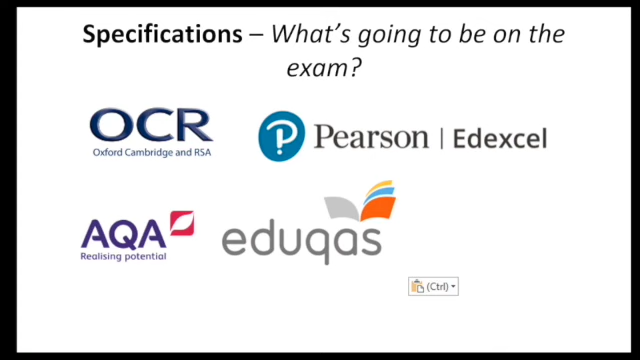 Specifications – What's going to be on the
exam?
OCR
Oxford Cambridge and RSA
Pearson | Edexcel
AQA
Realising potential
eduqas
(Ctrl)